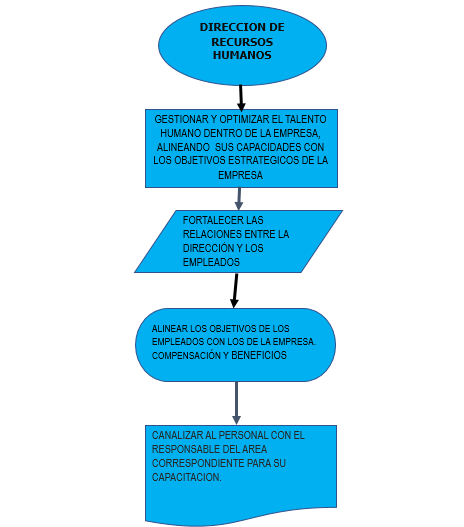 DIRECCION DE
RECURSOS
HUMANOS
GESTIONAR Y OPTIMIZAR EL TALENTO
HUMANO DENTRO DE LA EMPRESA,
ALINEANDO SUS CAPACIDADES CON
LOS OBJETIVOS ESTRATEGICOS DE LA
EMPRESA
FORTALECER LAS
RELACIONES ENTRE LA
DIRECCIÓN Y LOS
EMPLEADOS
ALINEAR LOS OBJETIVOS DE LOS
EMPLEADOS CON LOS DE LA EMPRESA.
COMPENSACIÓN Y BENEFICIOS
CANALIZAR AL PERSONAL CON EL
RESPONSABLE DEL AREA
CORRESPONDIENTE PARA SU
CAPACITACION.